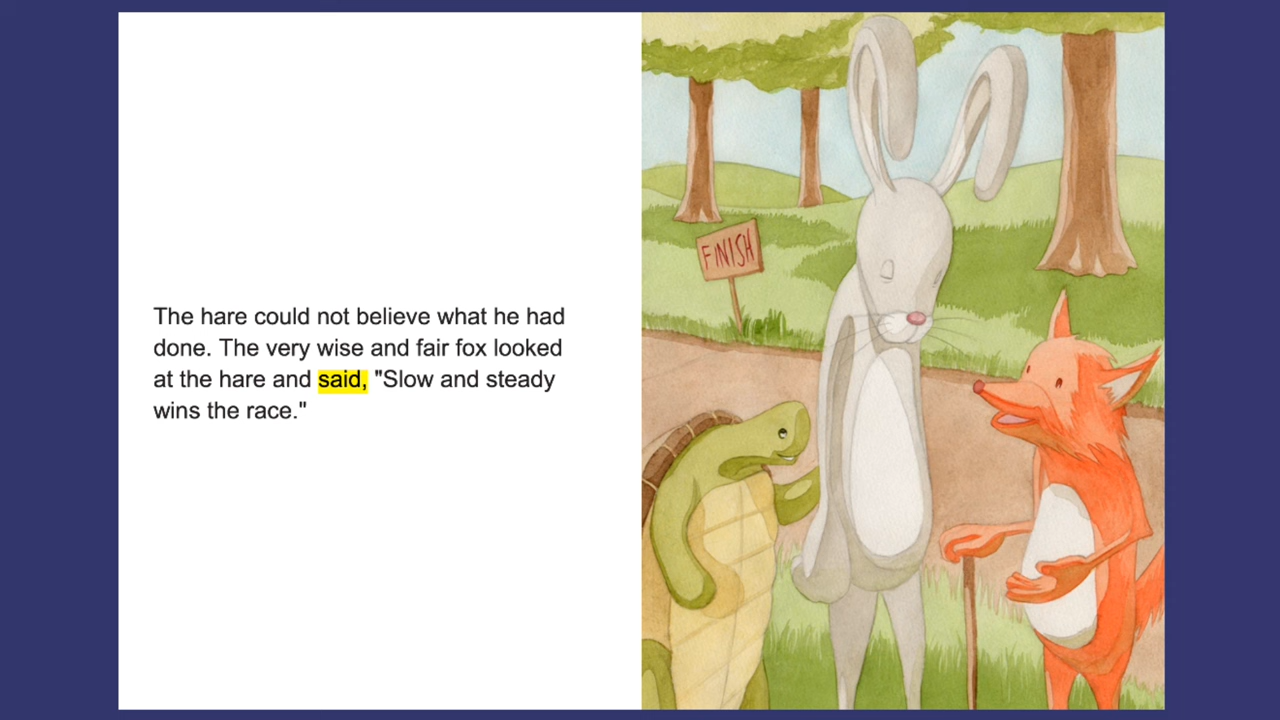 The hare could not believe what he had
done. The very wise and fair fox looked
at the hare and said, "Slow and steady
wins the race."
FINISH